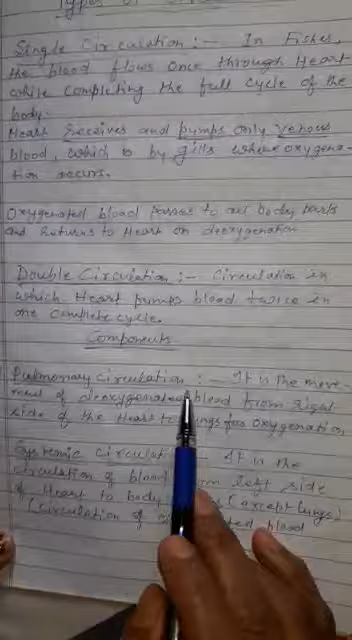 Types of
Single Circulation :- In Fishes,
the blood flows once through Heart
while completing the full cycle of the
body.
Heart receives and pumps only venous
blood, which to by gills where oxygena-
tion occurs.
Oxygenated blood passes to all body parts
and returns to Heart on deoxygenation
Double Circulation :- Circulation in
which Heart pumps blood twice in
one complete cycle.
Components
Pulmonary Circulation :- It is the move-
ment of deoxygenated blood from right
side of the Heart to lungs for oxygenation
Systemic Circulation It is the
circulation of blood from left side
of Heart to body (except lungs)
(circulation of blood